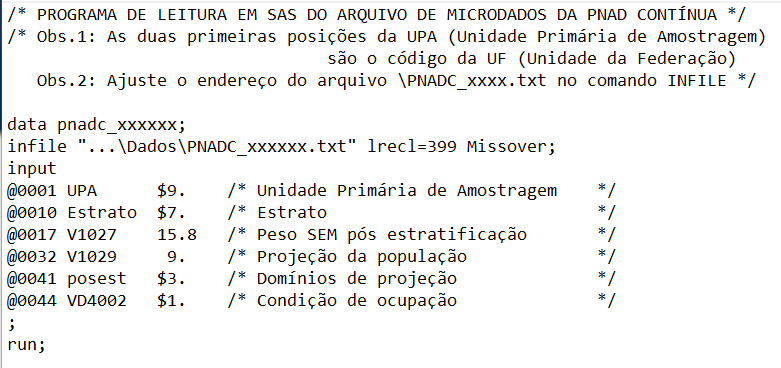 /* PROGRAMA DE LEITURA EM SAS DO ARQUIVO DE MICRODADOS DA PNAD CONTÍNUA */
/* Obs.1: As duas primeiras posições da UPA (Unidade Primária de Amostragem)
são o código da UF (Unidade da Federação)
Obs.2: Ajuste o endereço do arquivo \PNADC_xxxx.txt no comando INFILE */

data pnadc_xxxxxx;
infile "...\Dados\PNADC_xxxxxx.txt" lrecl=399 Missover;
input
@0001 UPA $9. /* Unidade Primária de Amostragem */
@0010 Estrato $7. /* Estrato */
@0017 V1027 15.8 /* Peso SEM pós estratificação */
@0032 V1029 9. /* Projeção da população */
@0041 posest $3. /* Domínios de projeção */
@0044 VD4002 $1. /* Condição de ocupação */
;
run;